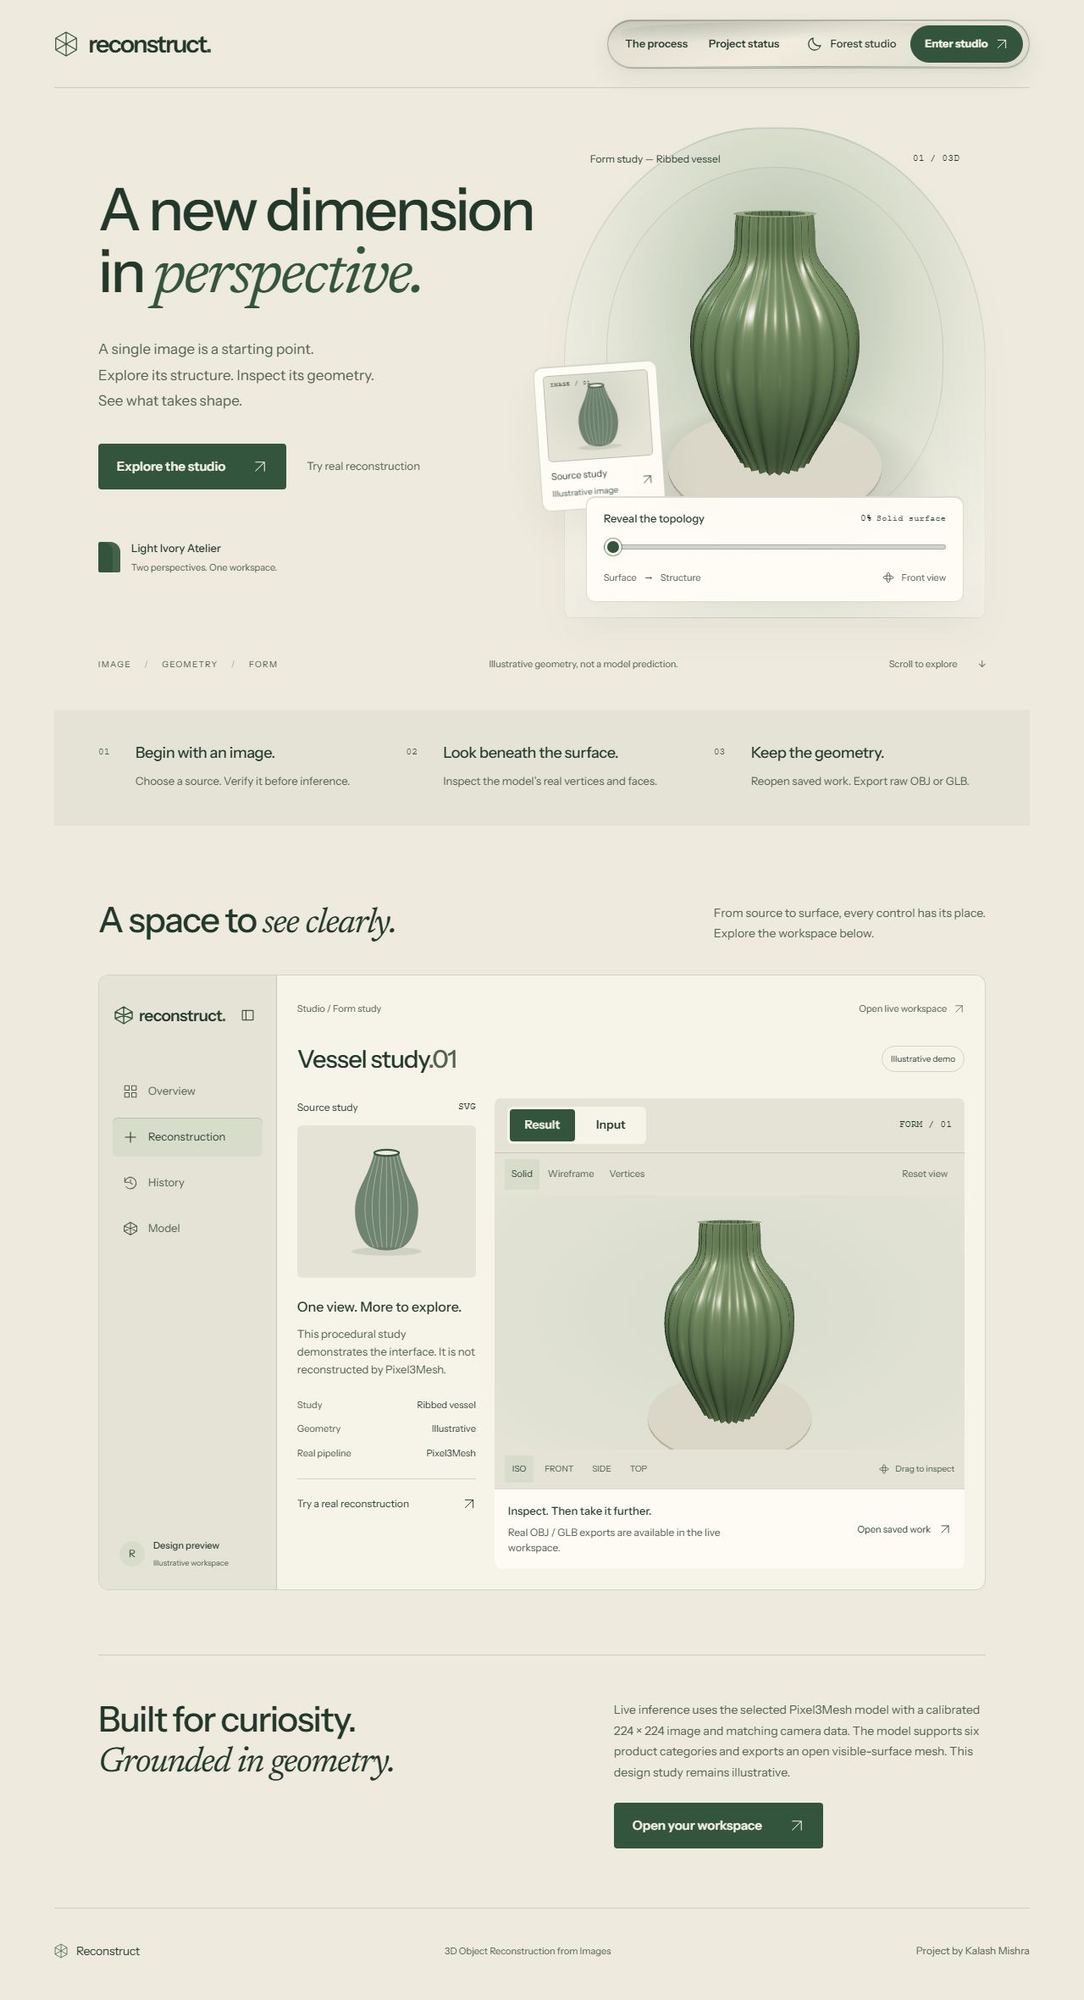 reconstruct.
The process
Project status
Forest studio
Enter studio
Form study — Ribbed vessel
01 / 03D
A new dimension
in perspective.
A single image is a starting point.
Explore its structure. Inspect its geometry.
See what takes shape.
Explore the studio
Try real reconstruction
Light Ivory Atelier
Two perspectives. One workspace.
IMAGE / 01
Source study
Illustrative image
Reveal the topology
0% Solid surface
Surface → Structure
Front view
IMAGE / GEOMETRY / FORM
Illustrative geometry, not a model prediction.
Scroll to explore ↓
01
Begin with an image.
Choose a source. Verify it before inference.
02
Look beneath the surface.
Inspect the model's real vertices and faces.
03
Keep the geometry.
Reopen saved work. Export raw OBJ or GLB.
A space to see clearly.
From source to surface, every control has its place.
Explore the workspace below.
reconstruct.
Overview
Reconstruction
History
Model
R
Design preview
Illustrative workspace
Studio / Form study
Open live workspace
Vessel study.01
Illustrative demo
Source study
SVG
One view. More to explore.
This procedural study
demonstrates the interface. It is not
reconstructed by Pixel3Mesh.
Study
Ribbed vessel
Geometry
Illustrative
Real pipeline
Pixel3Mesh
Try a real reconstruction
Result
Input
FORM / 01
Solid
Wireframe
Vertices
Reset view
ISO
FRONT
SIDE
TOP
Drag to inspect
Inspect. Then take it further.
Real OBJ / GLB exports are available in the live
workspace.
Open saved work
Built for curiosity.
Grounded in geometry.
Live inference uses the selected Pixel3Mesh model with a calibrated
224 × 224 image and matching camera data. The model supports six
product categories and exports an open visible-surface mesh. This
design study remains illustrative.
Open your workspace
Reconstruct
3D Object Reconstruction from Images
Project by Kalash Mishra